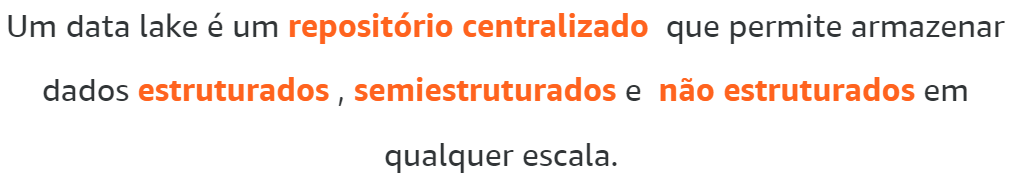 Um data lake é um repositório centralizado que permite armazenar
dados estruturados , semiestruturados e não estruturados em
qualquer escala.